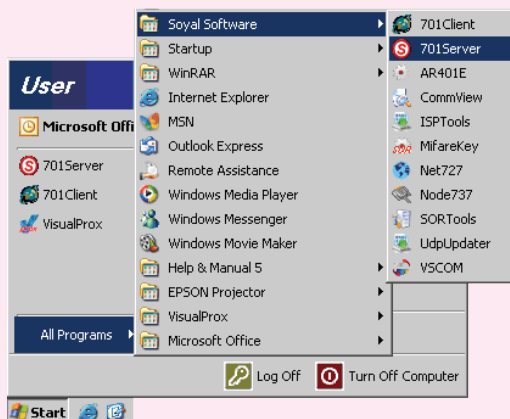 User
Microsoft Offi
701Server
701Client
VisualProx
All Programs
Soyal Software
Startup
WinRAR
Internet Explorer
MSN
Outlook Express
Remote Assistance
Windows Media Player
Windows Messenger
Windows Movie Maker
Help & Manual 5
EPSON Projector
VisualProx
Microsoft Office
701Client
701Server
AR401E
CommView
ISPTools
MifareKey
Net727
Node737
SORTools
UdpUpdater
VSCOM
Log Off
Turn Off Computer
Start